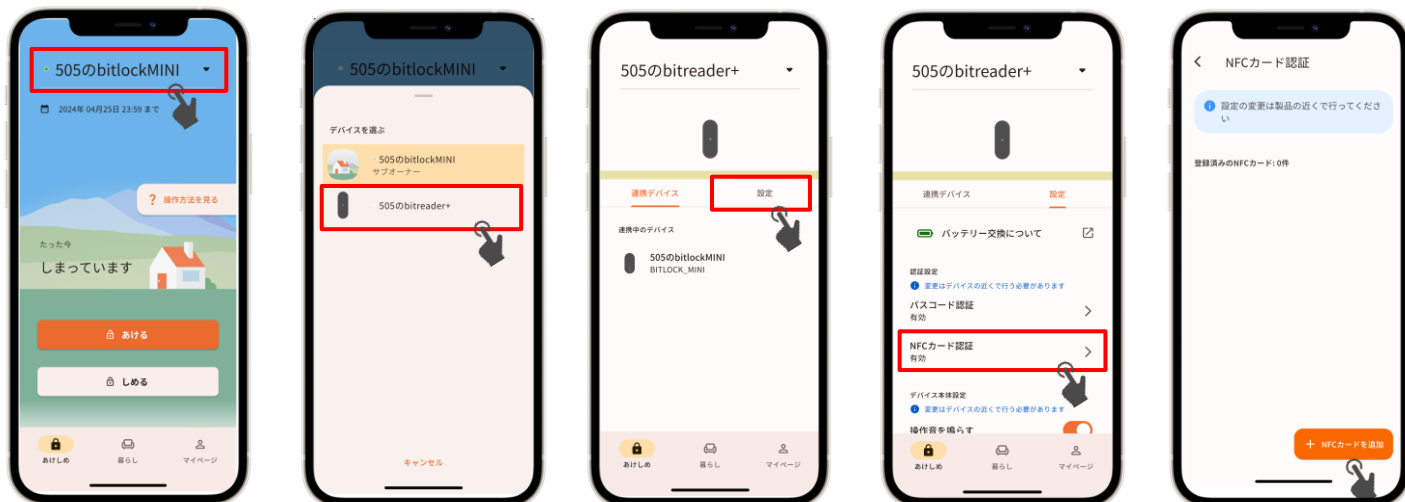 505のbitlockMINI
2024年 04月25日 23:59 まで
? 操作方法を見る
たった今
しまっています
あける
しめる
あけしめ
暮らし
マイページ
505のbitlockMINI
デバイスを選ぶ
505のbitlockMINI
サブオーナー
505のbitreader+
キャンセル
505のbitreader+
連携デバイス
設定
連携中のデバイス
505のbitlockMINI
BITLOCK_MINI
あけしめ
暮らし
マイページ
505のbitreader+
連携デバイス
設定
バッテリー交換について
認証設定
変更はデバイスの近くで行う必要があります
パスコード認証
有効
NFCカード認証
有効
デバイス本体設定
変更はデバイスの近くで行う必要があります
操作音を鳴らす
あけしめ
暮らし
マイページ
NFCカード認証
設定の変更は製品の近くで行ってくださ
い
登録済みのNFCカード: 0件
+ NFCカードを追加